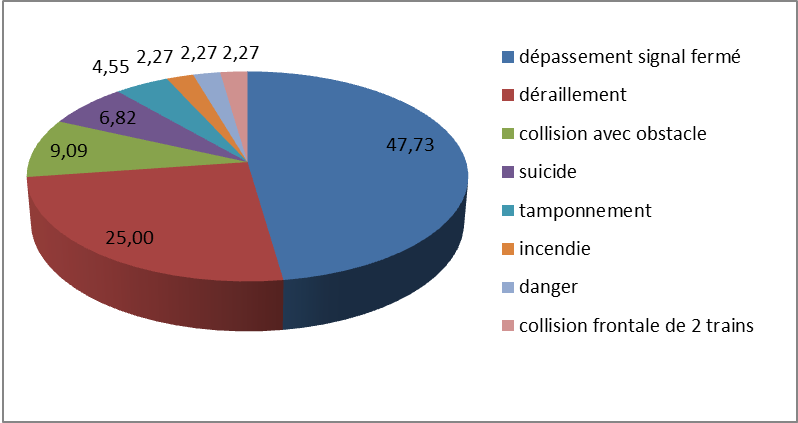 2,27 2,27 2,27
4,55
6,82
9,09
47,73
25,00
dépassement signal fermé
déraillement
collision avec obstacle
suicide
tamponnement
incendie
danger
collision frontale de 2 trains